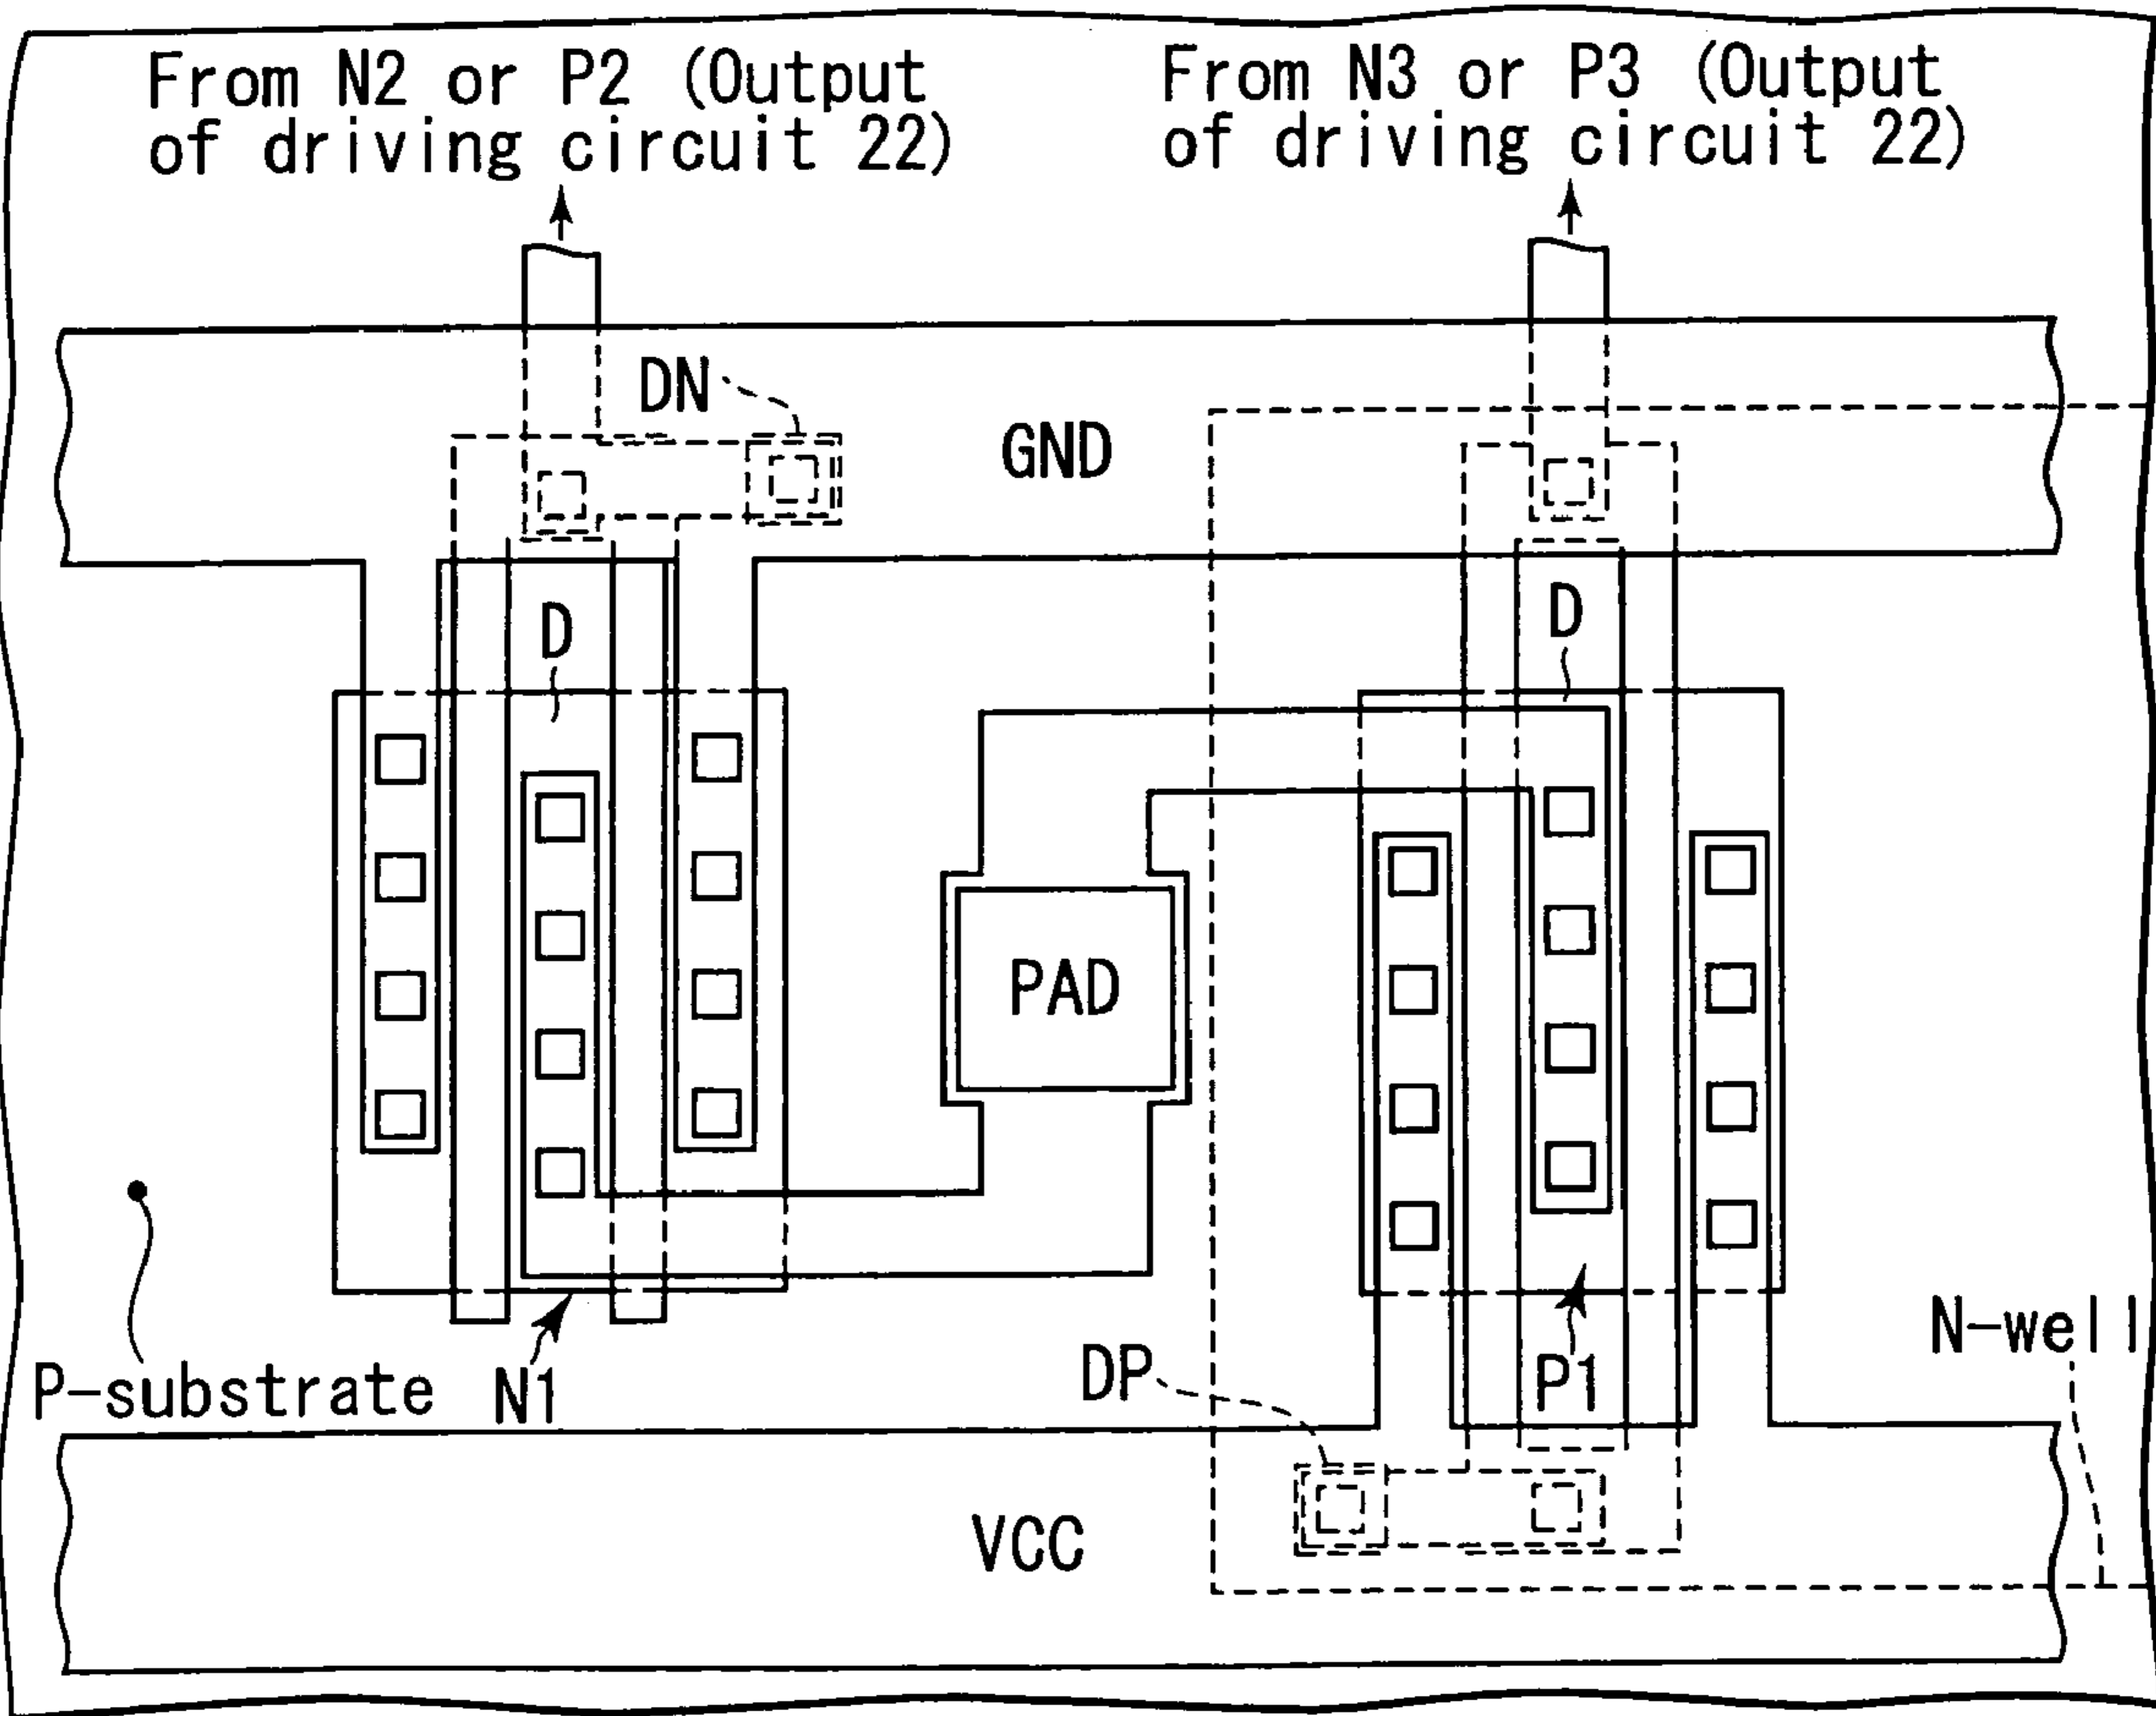 From N2 or P2 (Output
of driving circuit 22)
From N3 or P3 (Output
of driving circuit 22)
DN
GND
D
D
PAD
P-substrate
N1
DP
P1
N-well
VCC